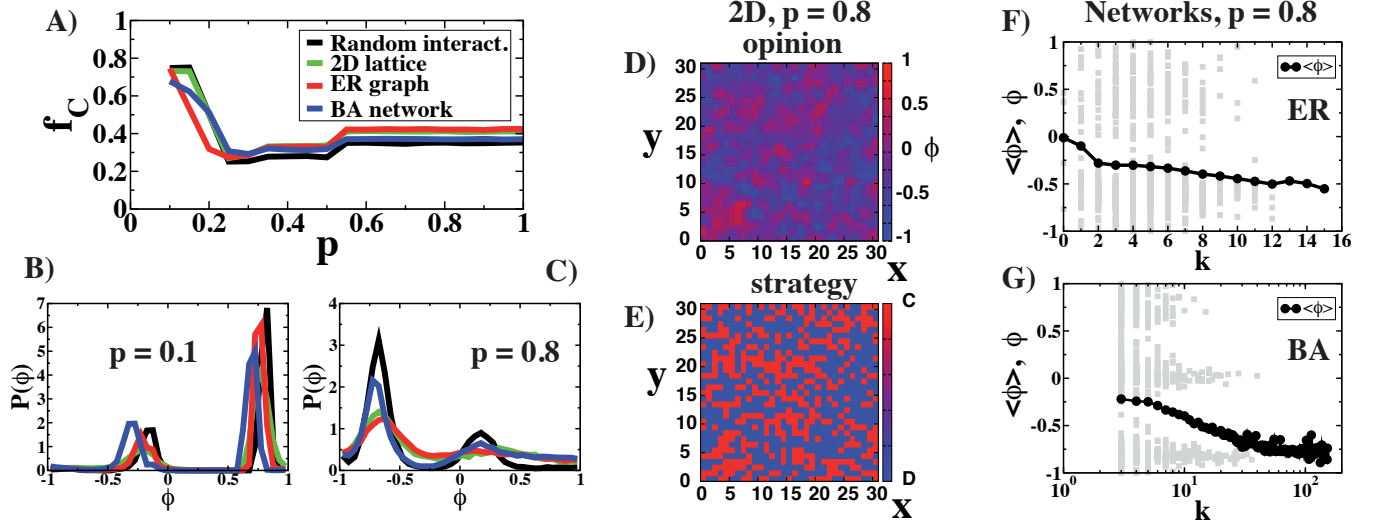 A)
Random interact.
2D lattice
ER graph
BA network
f_C
1
0.8
0.6
0.4
0.2
0
0 0.2 0.4 0.6 0.8 1
p
B)
p = 0.1
P(ϕ)
7
6
5
4
3
2
1
0
-1 -0.5 0 0.5 1
ϕ
C)
p = 0.8
P(ϕ)
4
3
2
1
0
-1 -0.5 0 0.5 1
ϕ
2D, p = 0.8
opinion
D)
y
30
25
20
15
10
5
0
0 5 10 15 20 25 30
x
1
0.5
0 ϕ
-0.5
-1
strategy
E)
y
30
25
20
15
10
5
0
0 5 10 15 20 25 30
x
C
D
Networks, p = 0.8
F)
<ϕ>
ER
<ϕ>, ϕ
1
0.5
0
-0.5
-1
0 2 4 6 8 10 12 14 16
k
G)
<ϕ>
BA
<ϕ>, ϕ
1
0.5
0
-0.5
-1
10^0 10^1 10^2
k